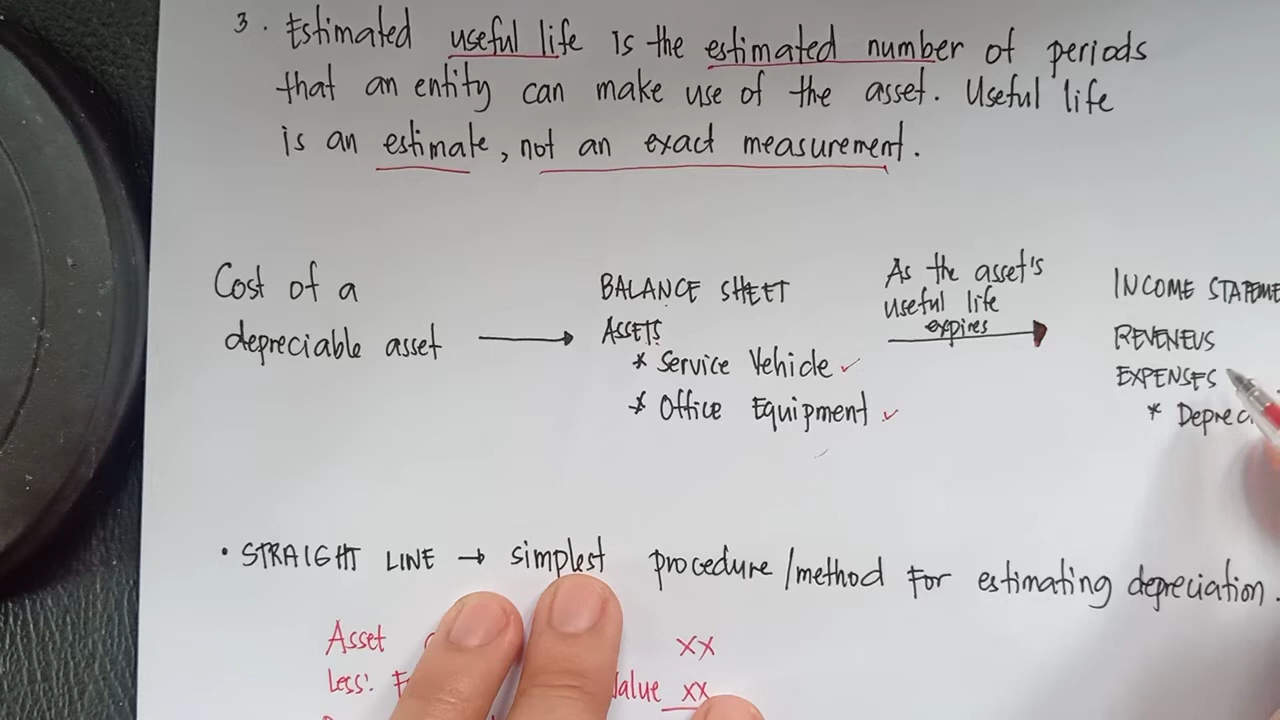 3. Estimated useful life is the estimated number of periods
that an entity can make use of the asset. Useful life
is an estimate, not an exact measurement.
Cost of a
depreciable asset
BALANCE SHEET
ASSETS
* Service Vehicle ✓
* Office Equipment ✓
As the asset's
useful life
expires
INCOME STATEME
REVENEUS
EXPENSES
* Deprec
• STRAIGHT LINE → simplest procedure/method for estimating depreciation.
Asset xx
Less: Value xx